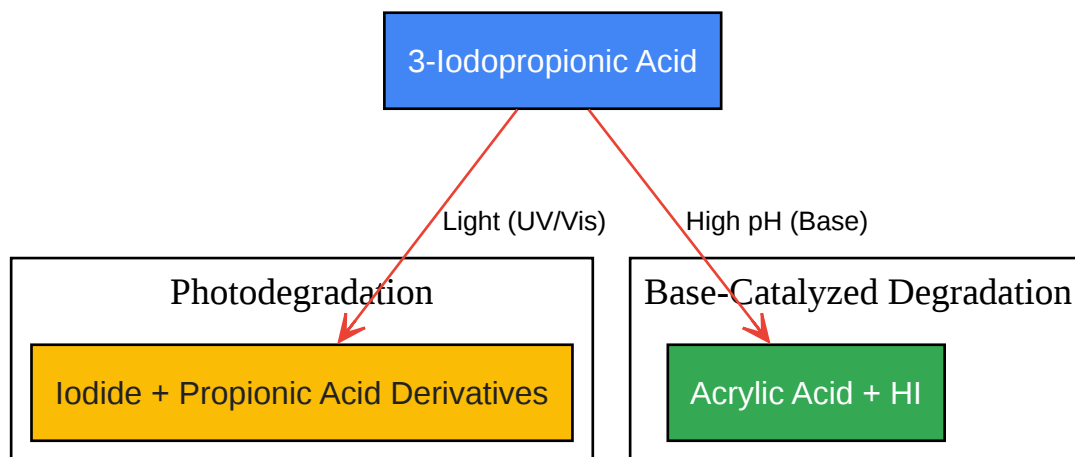 3-Iodopropionic Acid
Light (UV/Vis)
High pH (Base)
Photodegradation
Base-Catalyzed Degradation
Iodide + Propionic Acid Derivatives
Acrylic Acid + HI